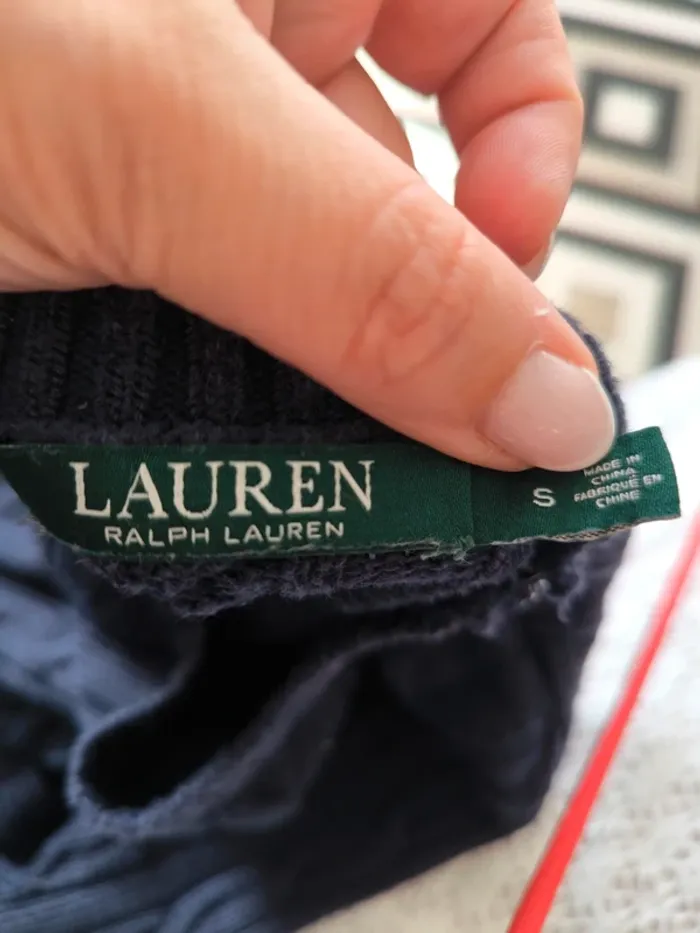 LAUREN
RALPH LAUREN
S
MADE IN
CHINA
FABRIQUÉ EN
CHINE